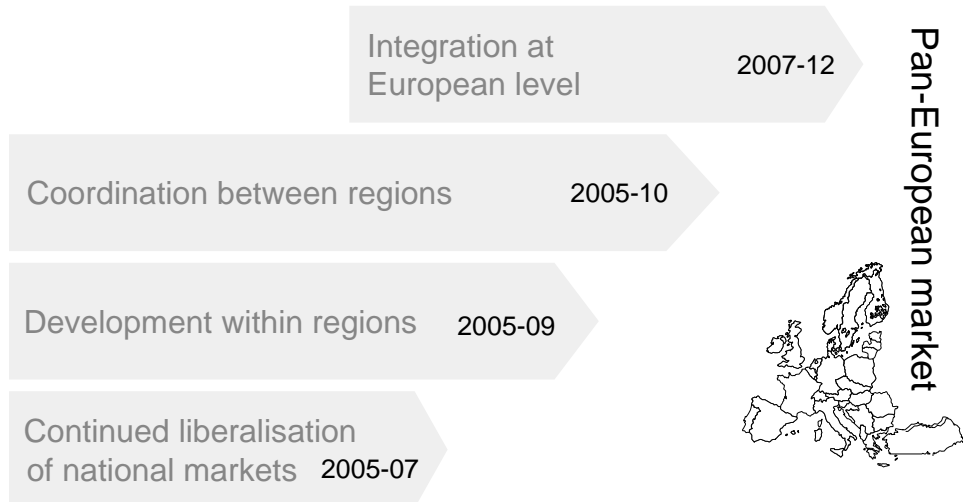 Integration at
European level
2007-12
Coordination between regions
2005-10
Development within regions
2005-09
Continued liberalisation
of national markets
2005-07
Pan-European market